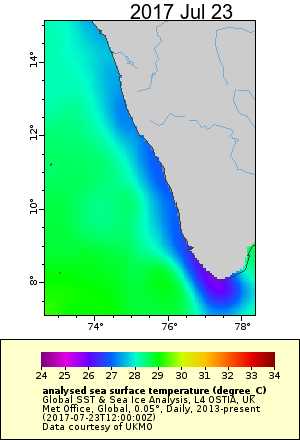 2017 Jul 23
14°
12°
10°
8°
74° 76° 78°
24 25 26 27 28 29 30 31 32 33 34
analysed sea surface temperature (degree_C)
Global SST & Sea Ice Analysis, L4 OSTIA, UK
Met Office, Global, 0.05°, Daily, 2013-present
(2017-07-23T12:00:00Z)
Data courtesy of UKMO